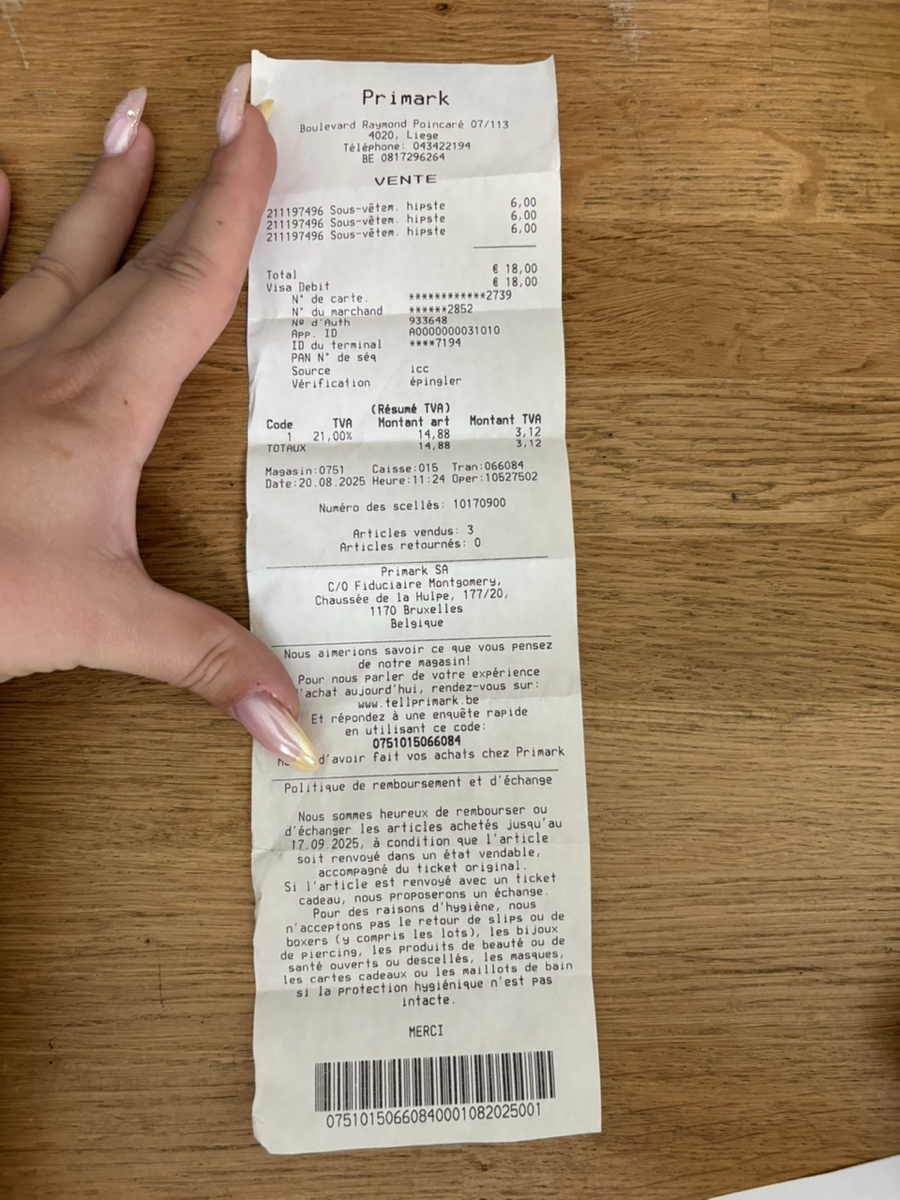 Primark
Boulevard Raymond Poincaré 07/113
4020, Liege
Téléphone: 043422194
BE 0817296264
VENTE
211197496 Sous-vêtem. hipste 6,00
211197496 Sous-vêtem. hipste 6,00
211197496 Sous-vêtem. hipste 6,00
Total € 18,00
Visa Debit € 18,00
N° de carte. ************2739
N° du marchand ******2852
Nº d'Auth 933648
App. ID A0000000031010
ID du terminal ****7194
PAN N° de séq
Source icc
Vérification épingler
(Résumé TVA)
Code TVA Montant art Montant TVA
1 21,00% 14,88 3,12
TOTAUX 14,88 3,12
Magasin:0751 Caisse:015 Tran:066084
Date:20.08.2025 Heure:11:24 Oper:10527502
Numéro des scellés: 10170900
Articles vendus: 3
Articles retournés: 0
Primark SA
C/O Fiduciaire Montgomery,
Chaussée de la Hulpe, 177/20,
1170 Bruxelles
Belgique
Nous aimerions savoir ce que vous pensez
de notre magasin!
Pour nous parler de votre expérience
'achat aujourd'hui, rendez-vous sur:
www.tellprimark.be
Et répondez à une enquête rapide
en utilisant ce code:
0751015066084
d'avoir fait vos achats chez Primark
Politique de remboursement et d'échange
Nous sommes heureux de rembourser ou
d'échanger les articles achetés jusqu'au
17.09.2025, à condition que l'article
soit renvoyé dans un état vendable,
accompagné du ticket original.
Si l'article est renvoyé avec un ticket
cadeau, nous proposerons un échange.
Pour des raisons d'hygiène, nous
n'acceptons pas le retour de slips ou de
boxers (y compris les lots), les bijoux
de piercing, les produits de beauté ou de
santé ouverts ou descellés, les masques,
les cartes cadeaux ou les maillots de bain
si la protection hygiénique n'est pas
intacte.
MERCI
07510150660840001082025001